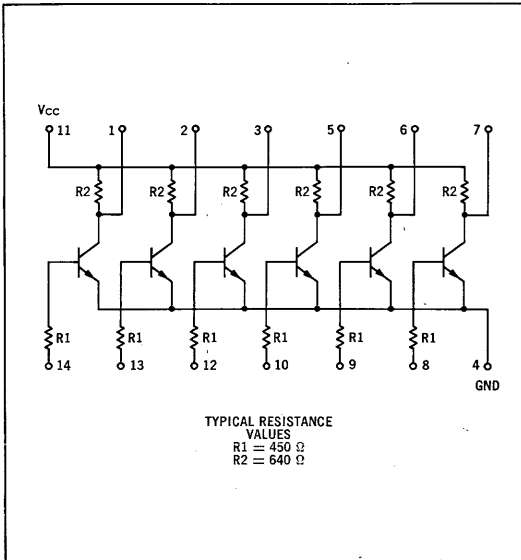 Vcc
11 1 2 3 5 6 7
R2 R2 R2 R2 R2 R2
R1 R1 R1 R1 R1 R1
14 13 12 10 9 8 4
GND
TYPICAL RESISTANCE
VALUES
R1 = 450 Ω
R2 = 640 Ω